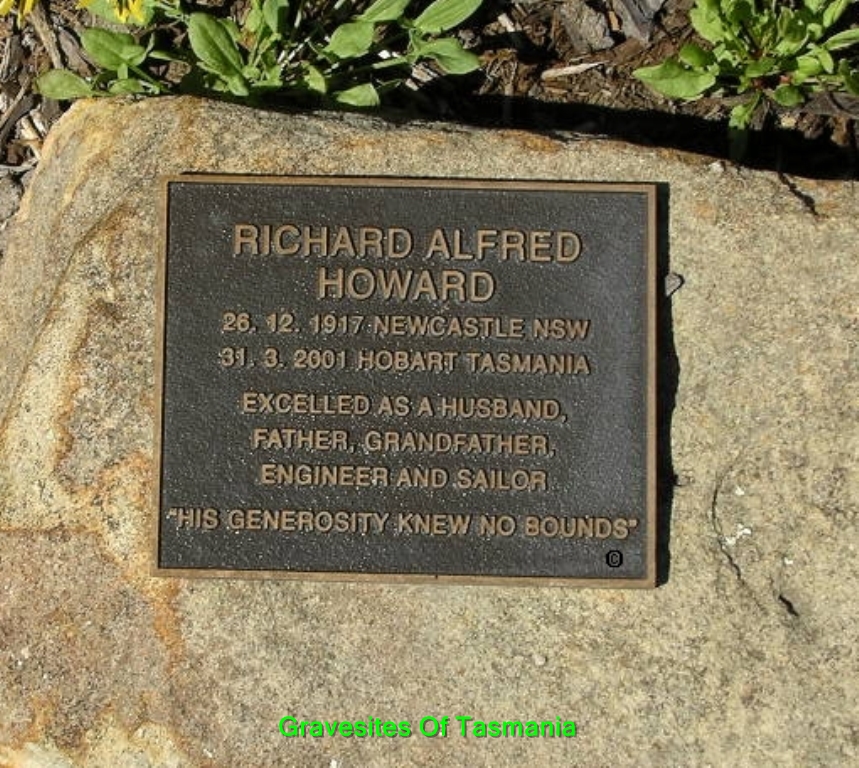 RICHARD ALFRED
HOWARD
26. 12. 1917 NEWCASTLE NSW
31. 3. 2001 HOBART TASMANIA
EXCELLED AS A HUSBAND,
FATHER, GRANDFATHER,
ENGINEER AND SAILOR
"HIS GENEROSITY KNEW NO BOUNDS"
©
Gravesites Of Tasmania